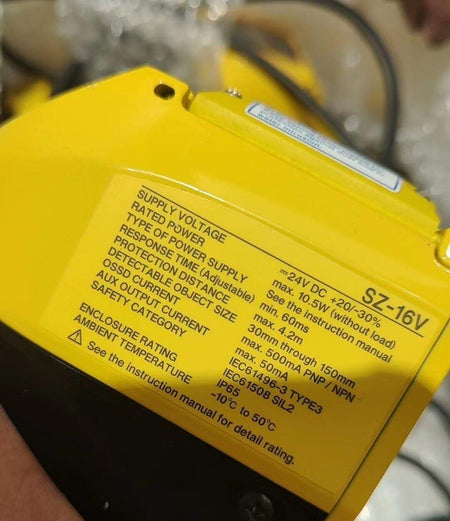 SZ-16V
SUPPLY VOLTAGE ⎓24V DC +20/-30%
RATED POWER max. 10.5W (without load)
TYPE OF POWER SUPPLY See the instruction manual
RESPONSE TIME (Adjustable) min. 60ms
PROTECTION DISTANCE max. 4.2m
DETECTABLE OBJECT SIZE 30mm through 150mm
OSSD CURRENT max. 500mA PNP / NPN
AUX OUTPUT CURRENT max. 50mA
SAFETY CATEGORY IEC61496-3 TYPE3
IEC61508 SIL2
ENCLOSURE RATING IP65
AMBIENT TEMPERATURE -10°C to 50°C
⚠ See the instruction manual for detail rating.